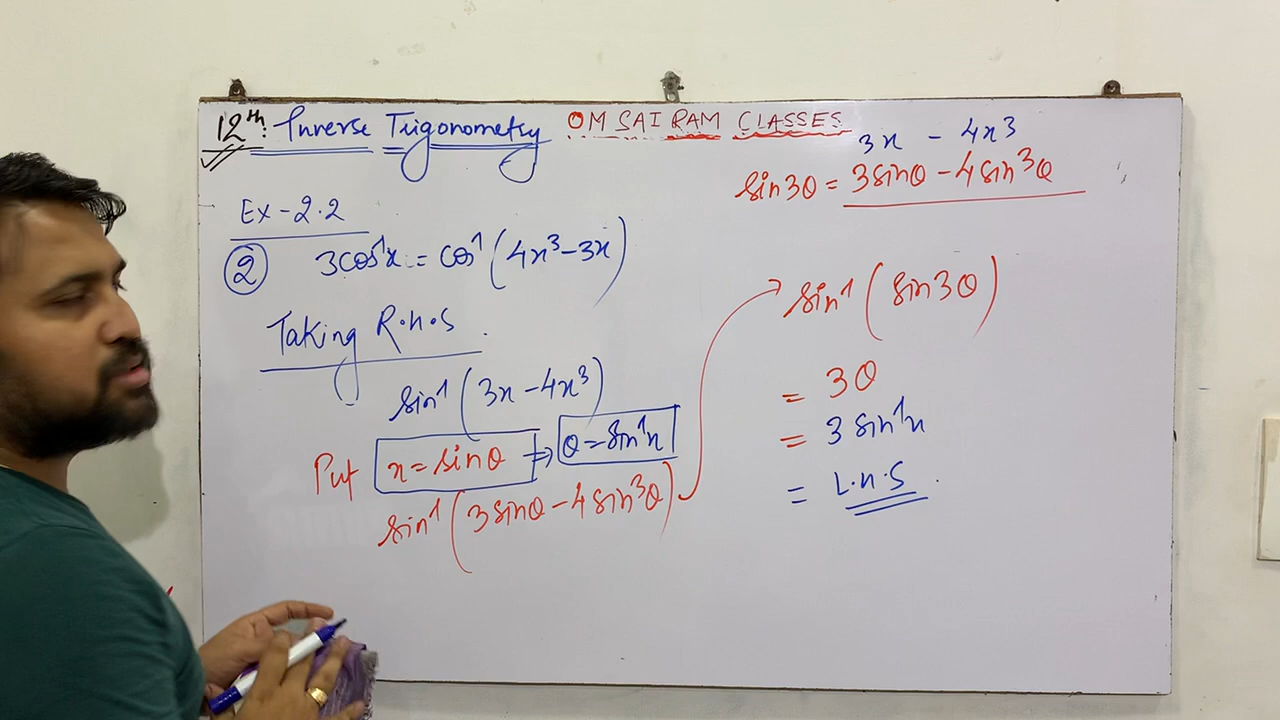 12th: Inverse Trigonometry
OM SAI RAM CLASSES
3x - 4x³
sin3θ = 3sinθ - 4sin³θ
Ex-2.2
② 3cos⁻¹x = cos⁻¹(4x³-3x)
Taking R.H.S
sin⁻¹(3x-4x³)
Put x=sinθ ⇒ θ=sin⁻¹x
sin⁻¹(3sinθ-4sin³θ)
sin⁻¹(sin3θ)
= 3θ
= 3sin⁻¹x
= L.H.S